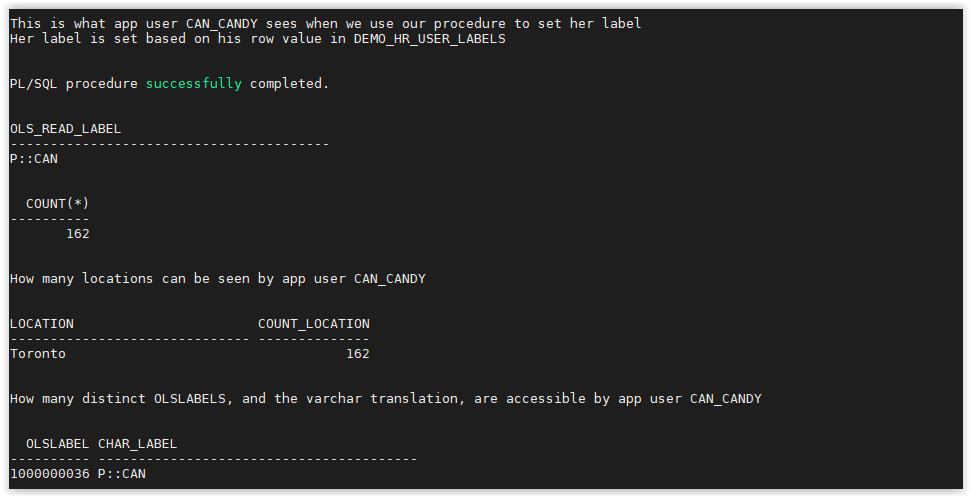 This is what app user CAN_CANDY sees when we use our procedure to set her label
Her label is set based on his row value in DEMO_HR_USER_LABELS
PL/SQL procedure successfully completed.
OLS_READ_LABEL
----------------------------------------
P::CAN
COUNT(*)
----------
162
How many locations can be seen by app user CAN_CANDY
LOCATION                       COUNT_LOCATION
------------------------------ --------------
Toronto                                   162
How many distinct OLSLABELS, and the varchar translation, are accessible by app user CAN_CANDY
OLSLABEL CHAR_LABEL
---------- ----------------------------------------
1000000036 P::CAN